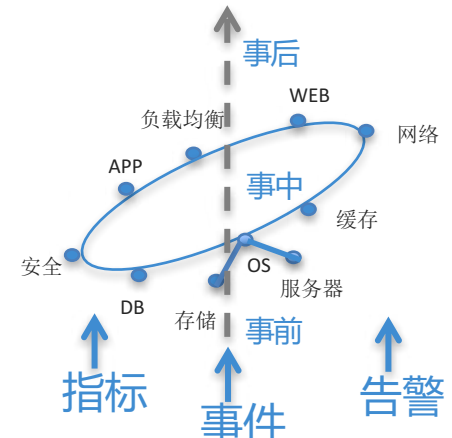 事后
WEB
负载均衡
网络
APP
事中
缓存
安全
OS
服务器
DB
存储
事前
指标
事件
告警